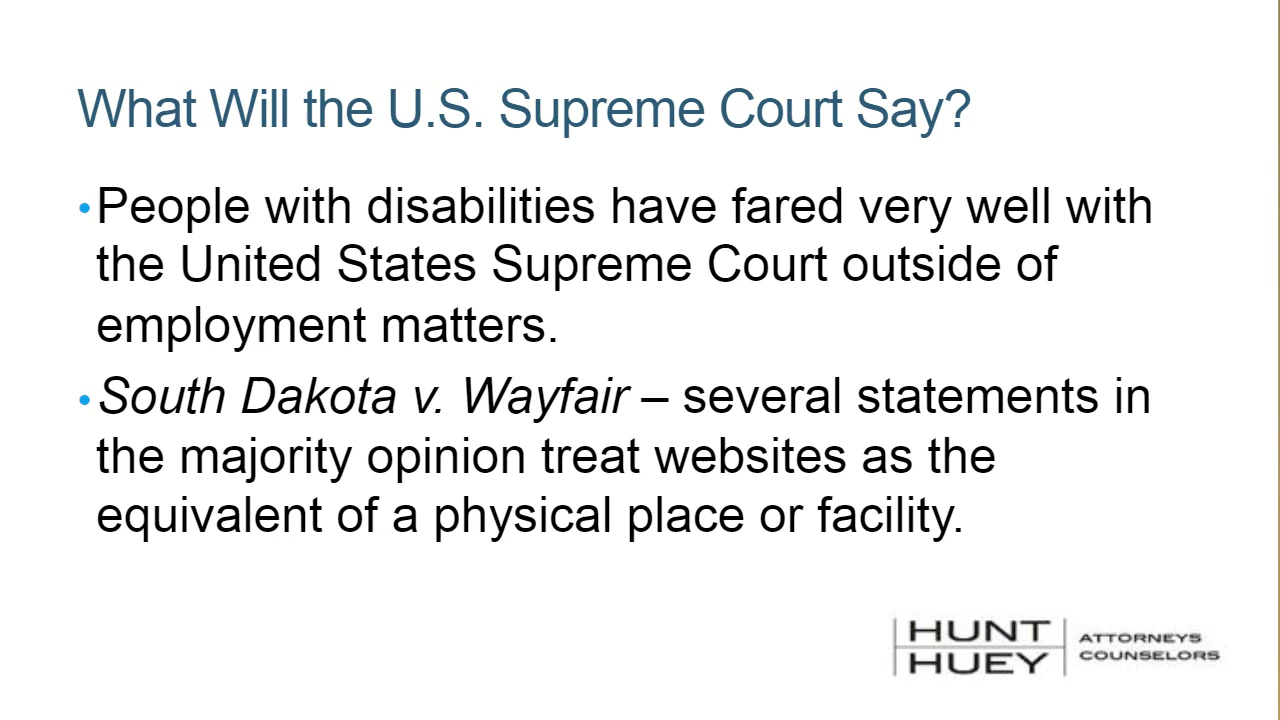 What Will the U.S. Supreme Court Say?
•People with disabilities have fared very well with
the United States Supreme Court outside of
employment matters.
•South Dakota v. Wayfair – several statements in
the majority opinion treat websites as the
equivalent of a physical place or facility.
HUNT
HUEY
ATTORNEYS
COUNSELORS